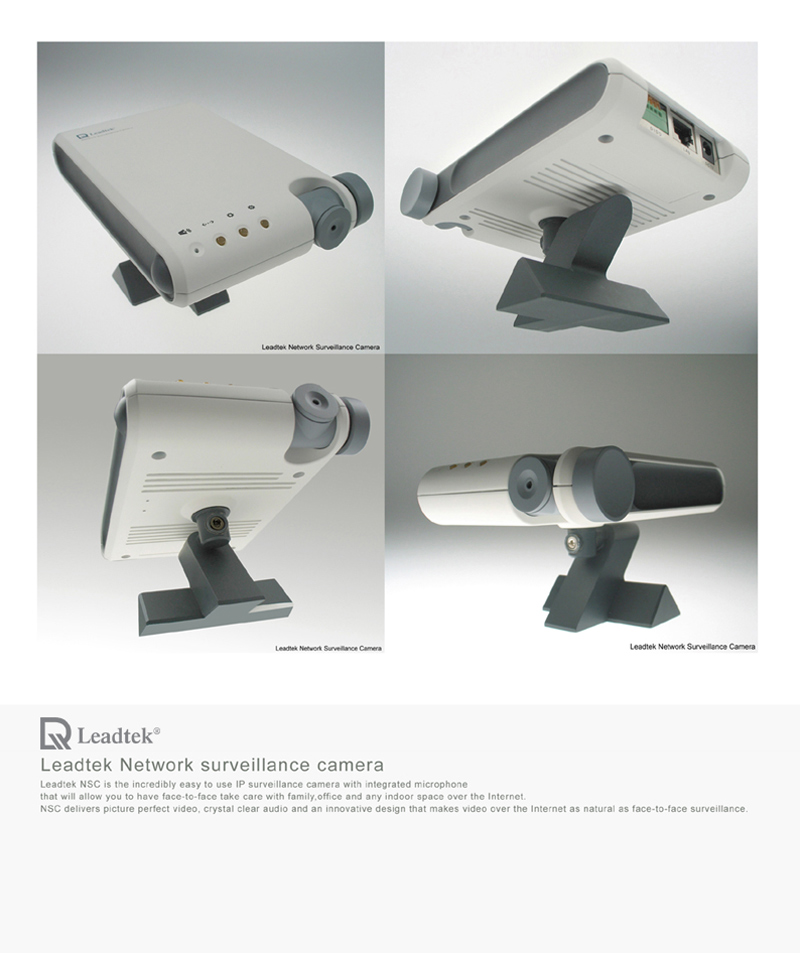 Leadtek
Leadtek Network Surveillance Camera
Leadtek Network Surveillance Camera
Leadtek Network Surveillance Camera
Leadtek®
Leadtek Network surveillance camera
Leadtek NSC is the incredibly easy to use IP surveillance camera with integrated microphone
that will allow you to have face-to-face take care with family,office and any indoor space over the Internet.
NSC delivers picture perfect video, crystal clear audio and an innovative design that makes video over the Internet as natural as face-to-face surveillance.